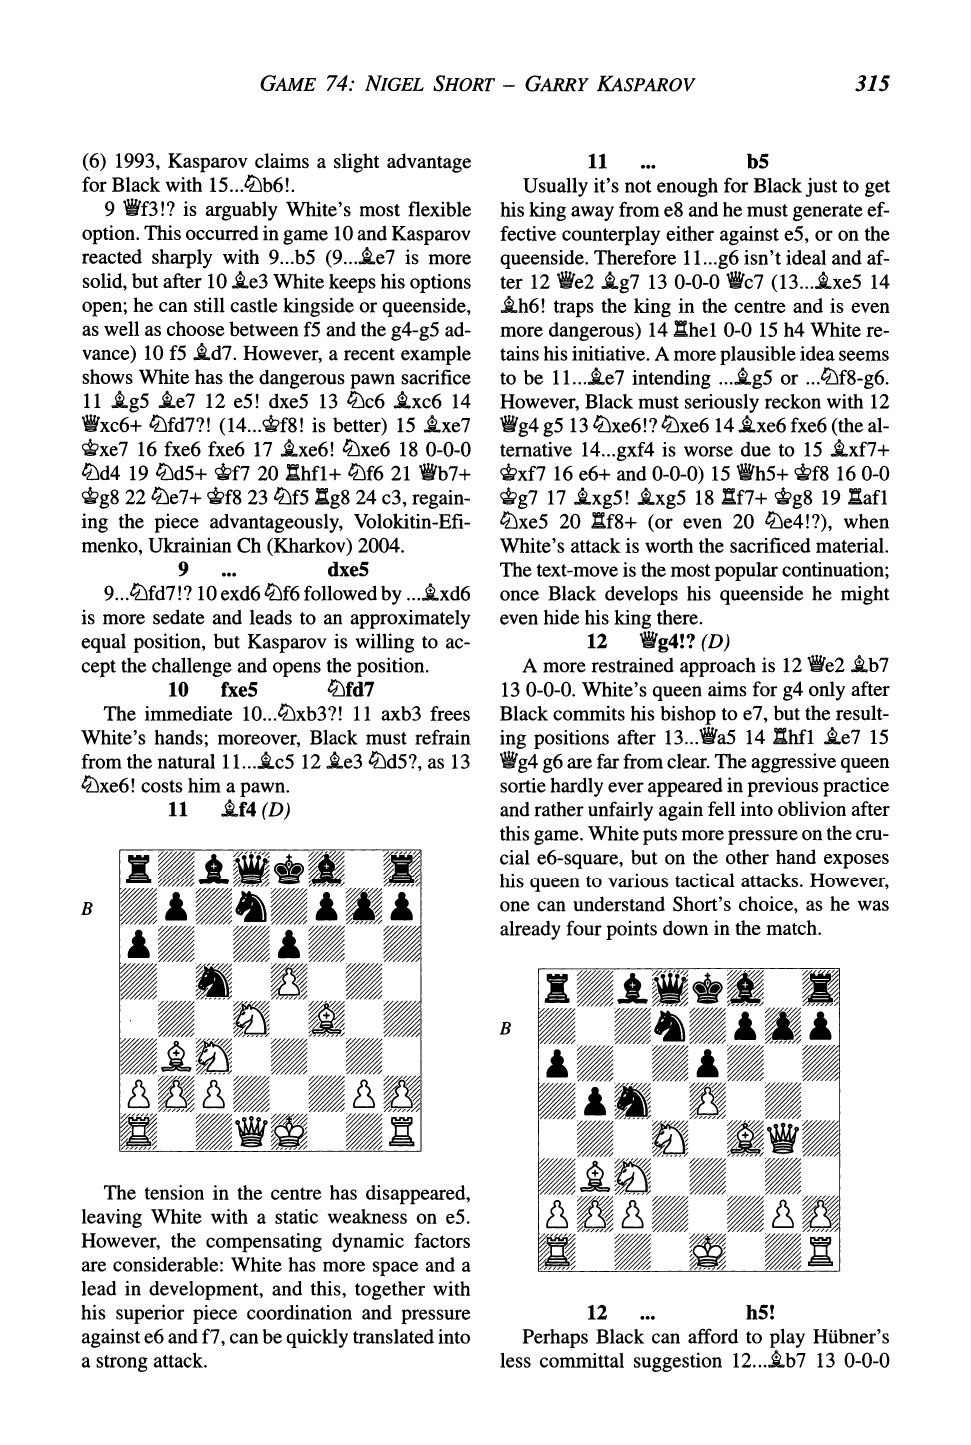 GAME 74: NIGEL SHORT – GARRY KASPAROV 315
(6) 1993, Kasparov claims a slight advantage
for Black with 15...♘b6!.
9 ♕f3!? is arguably White's most flexible
option. This occurred in game 10 and Kasparov
reacted sharply with 9...b5 (9...♗e7 is more
solid, but after 10 ♗e3 White keeps his options
open; he can still castle kingside or queenside,
as well as choose between f5 and the g4-g5 ad-
vance) 10 f5 ♗d7. However, a recent example
shows White has the dangerous pawn sacrifice
11 ♗g5 ♗e7 12 e5! dxe5 13 ♘c6 ♗xc6 14
♕xc6+ ♘fd7?! (14...♔f8! is better) 15 ♗xe7
♔xe7 16 fxe6 fxe6 17 ♗xe6! ♘xe6 18 0-0-0
♘d4 19 ♘d5+ ♔f7 20 ♖hf1+ ♘f6 21 ♕b7+
♔g8 22 ♘e7+ ♔f8 23 ♘f5 ♖g8 24 c3, regain-
ing the piece advantageously, Volokitin-Efi-
menko, Ukrainian Ch (Kharkov) 2004.
9 ... dxe5
9...♘fd7!? 10 exd6 ♘f6 followed by ...♗xd6
is more sedate and leads to an approximately
equal position, but Kasparov is willing to ac-
cept the challenge and opens the position.
10 fxe5 ♘fd7
The immediate 10...♘xb3?! 11 axb3 frees
White's hands; moreover, Black must refrain
from the natural 11...♗c5 12 ♗e3 ♘d5?, as 13
♘xe6! costs him a pawn.
11 ♗f4 (D)
B
The tension in the centre has disappeared,
leaving White with a static weakness on e5.
However, the compensating dynamic factors
are considerable: White has more space and a
lead in development, and this, together with
his superior piece coordination and pressure
against e6 and f7, can be quickly translated into
a strong attack.
11 ... b5
Usually it's not enough for Black just to get
his king away from e8 and he must generate ef-
fective counterplay either against e5, or on the
queenside. Therefore 11...g6 isn't ideal and af-
ter 12 ♕e2 ♗g7 13 0-0-0 ♕c7 (13...♗xe5 14
♗h6! traps the king in the centre and is even
more dangerous) 14 ♖he1 0-0 15 h4 White re-
tains his initiative. A more plausible idea seems
to be 11...♗e7 intending ...♗g5 or ...♘f8-g6.
However, Black must seriously reckon with 12
♕g4 g5 13 ♘xe6!? ♘xe6 14 ♗xe6 fxe6 (the al-
ternative 14...gxf4 is worse due to 15 ♗xf7+
♔xf7 16 e6+ and 0-0-0) 15 ♕h5+ ♔f8 16 0-0
♔g7 17 ♗xg5! ♗xg5 18 ♖f7+ ♔g8 19 ♖af1
♘xe5 20 ♖f8+ (or even 20 ♘e4!?), when
White's attack is worth the sacrificed material.
The text-move is the most popular continuation;
once Black develops his queenside he might
even hide his king there.
12 ♕g4!? (D)
A more restrained approach is 12 ♕e2 ♗b7
13 0-0-0. White's queen aims for g4 only after
Black commits his bishop to e7, but the result-
ing positions after 13...♕a5 14 ♖hf1 ♗e7 15
♕g4 g6 are far from clear. The aggressive queen
sortie hardly ever appeared in previous practice
and rather unfairly again fell into oblivion after
this game. White puts more pressure on the cru-
cial e6-square, but on the other hand exposes
his queen to various tactical attacks. However,
one can understand Short's choice, as he was
already four points down in the match.
B
12 ... h5!
Perhaps Black can afford to play Hübner's
less committal suggestion 12...♗b7 13 0-0-0